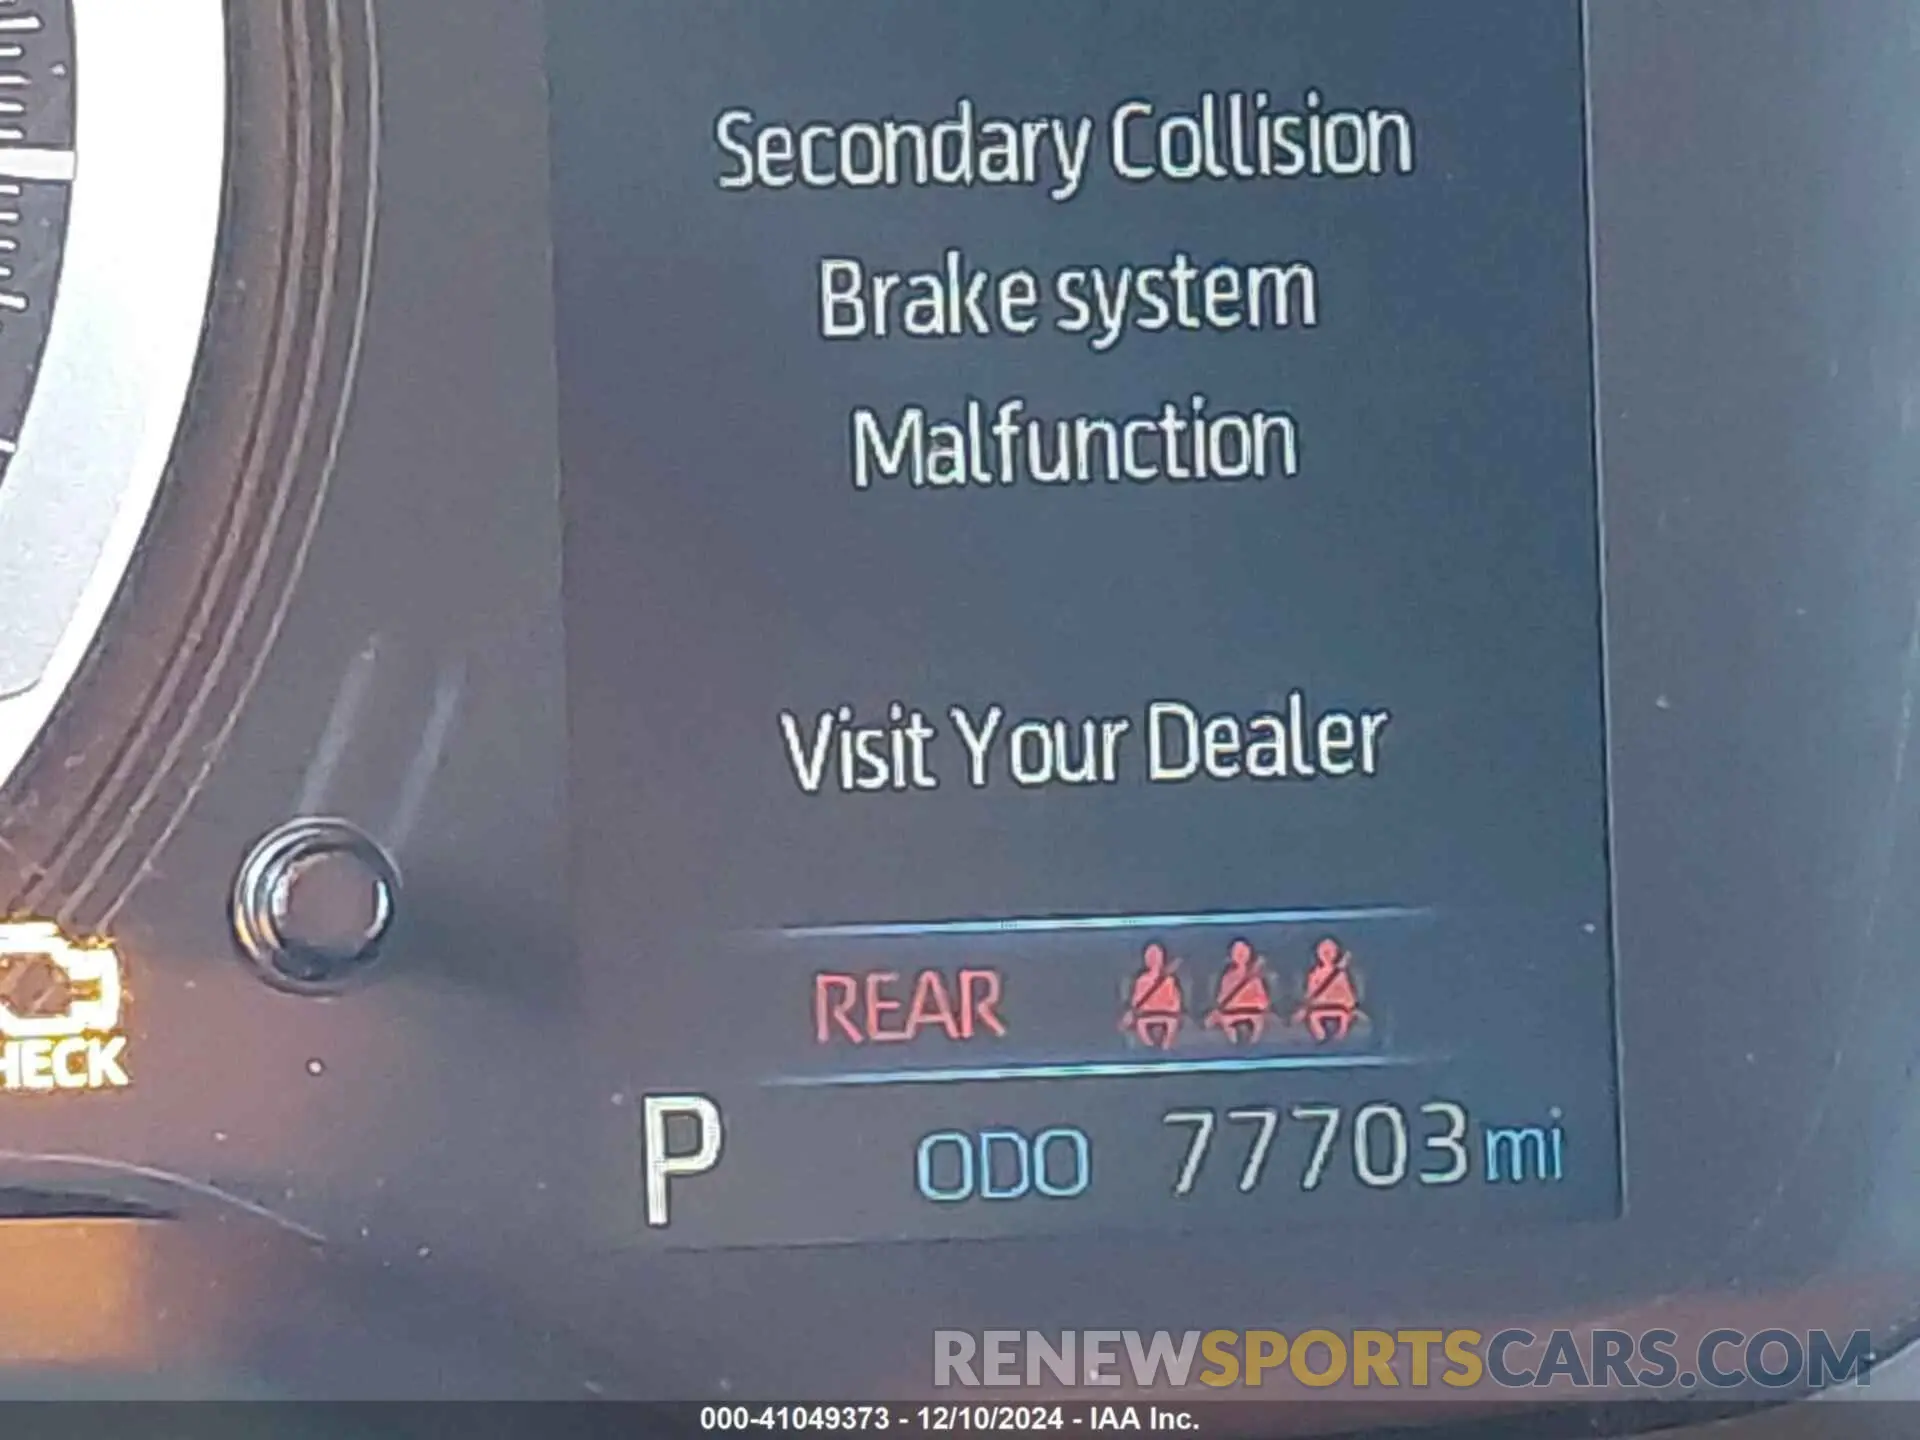 Secondary Collision
Brake system
Malfunction
Visit Your Dealer
REAR
HECK
P ODO 77703 mi
RENEWSPORTSCARS.COM
000-41049373 - 12/10/2024 - IAA Inc.